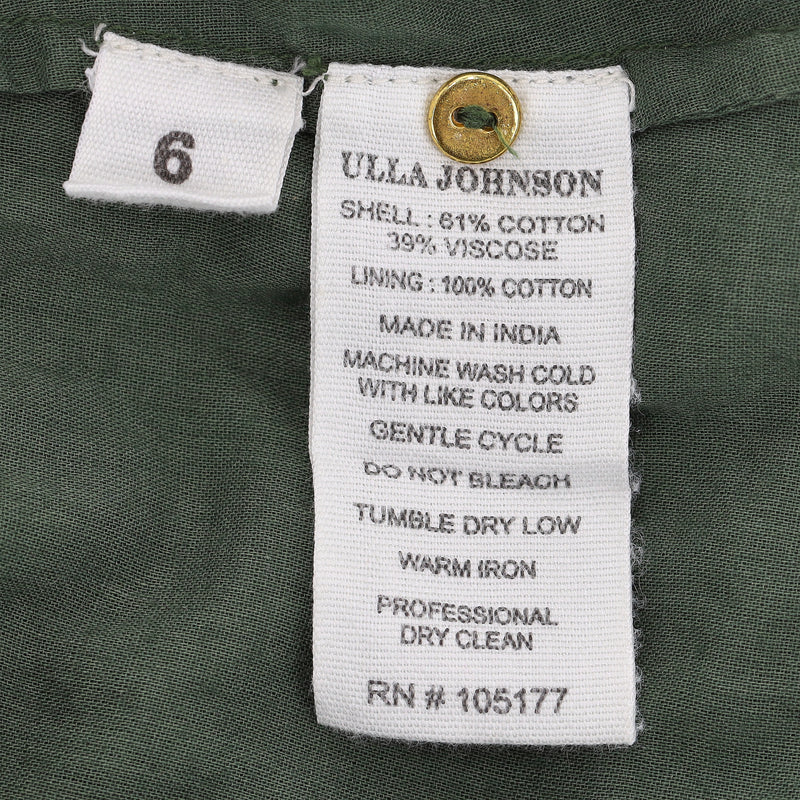 6
ULLA JOHNSON
SHELL : 61% COTTON
39% VISCOSE
LINING : 100% COTTON
MADE IN INDIA
MACHINE WASH COLD
WITH LIKE COLORS
GENTLE CYCLE
DO NOT BLEACH
TUMBLE DRY LOW
WARM IRON
PROFESSIONAL
DRY CLEAN
RN # 105177